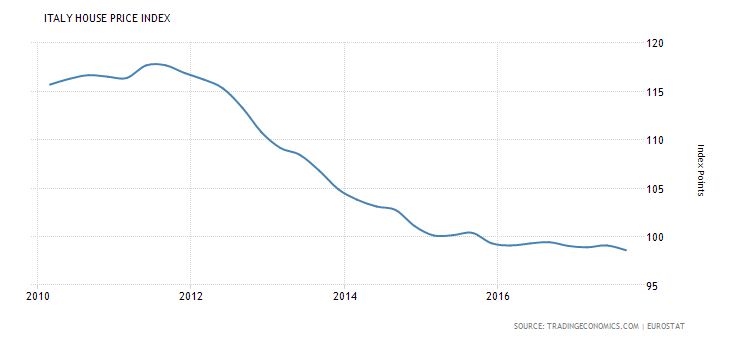 ITALY HOUSE PRICE INDEX
120
115
110
105
100
95
Index Points
2010 2012 2014 2016
SOURCE: TRADINGECONOMICS.COM | EUROSTAT